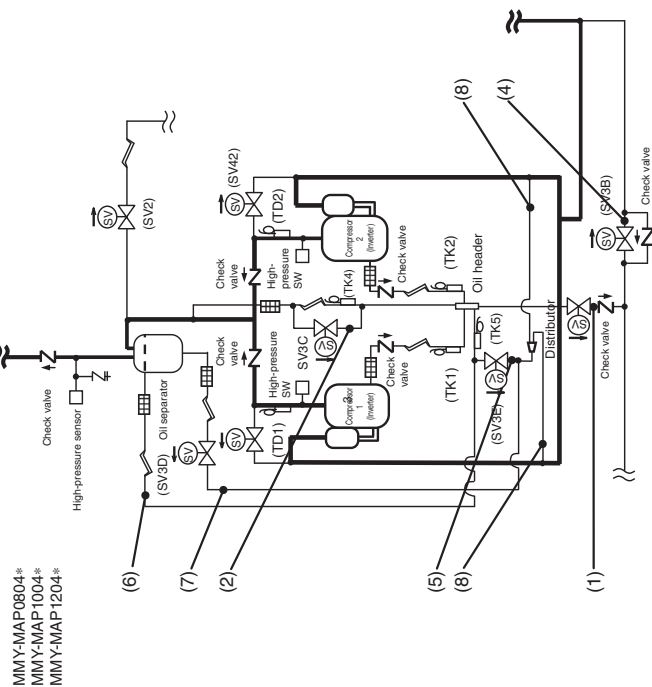 MMY-MAP0804*
MMY-MAP1004*
MMY-MAP1204*
Check valve
High-pressure sensor
Oil separator
(SV3D)
SV
SV
(SV2)
(6)
(7)
(2)
(5)
(8)
(1)
Check
valve
Check
valve
High-pressure
SW
High-
pressure
SW
SV
(TD1)
SV
(SV42)
(TD2)
SV3C
SV
(TK4)
Compressor
1
(Inverter)
Compressor
2
(Inverter)
Check
valve
Check valve
(TK1)
(TK2)
Oil header
(TK5)
(SV3E)
SV
Distributor
(8)
(4)
SV
Check valve
SV
(SV3B)
Check valve